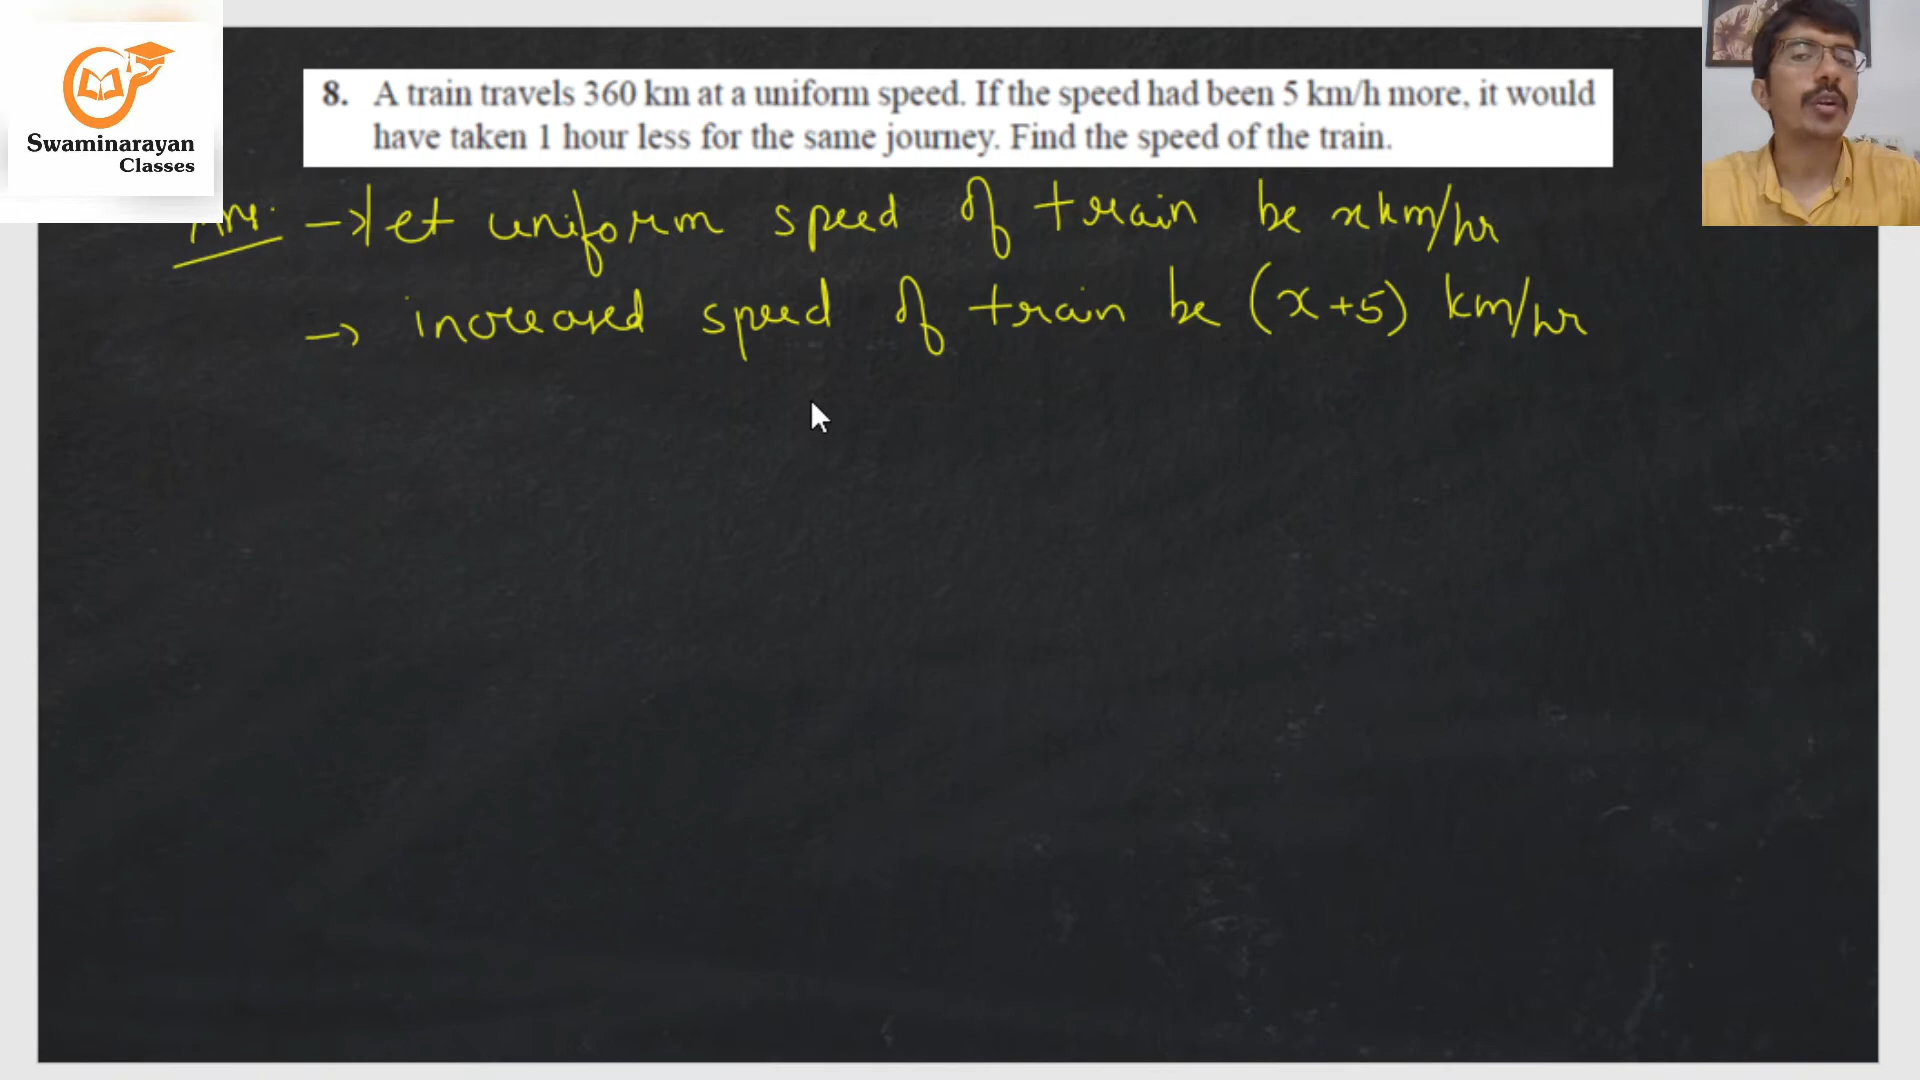 Swaminarayan
Classes
8. A train travels 360 km at a uniform speed. If the speed had been 5 km/h more, it would
have taken 1 hour less for the same journey. Find the speed of the train.
→ let uniform speed of train be x km/hr
→ increased speed of train be (x+5) km/hr